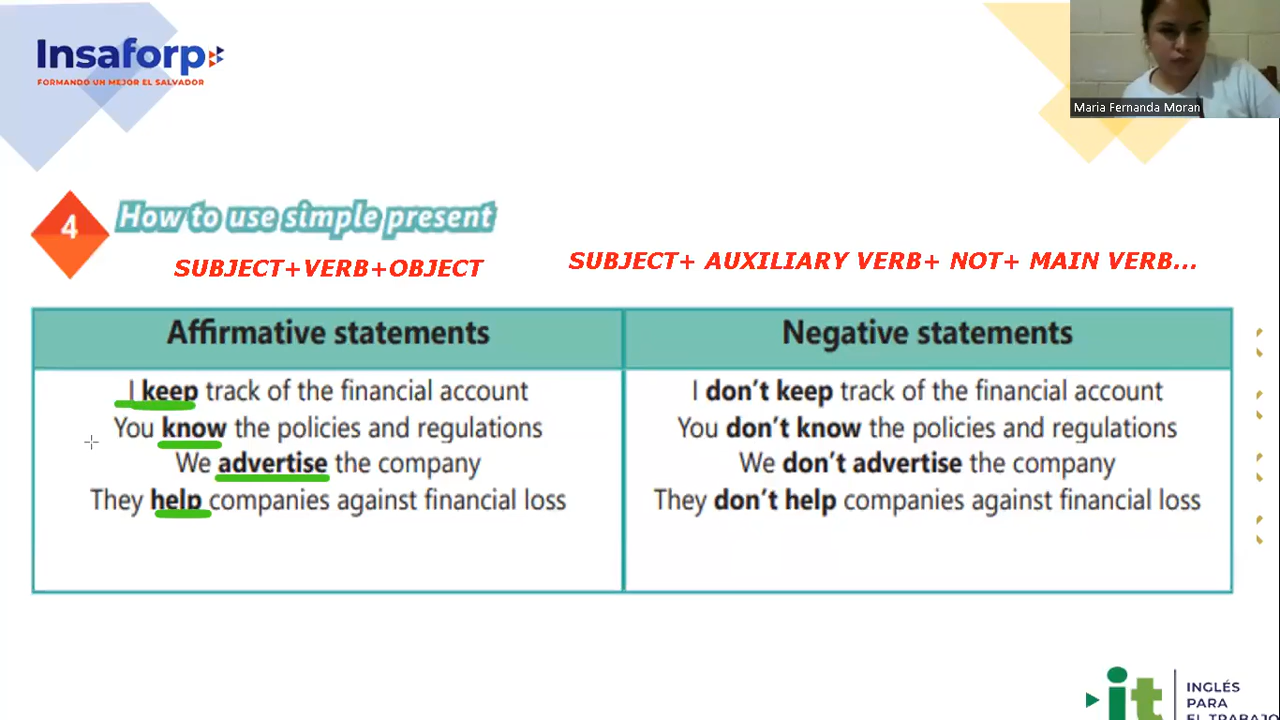 Insaforp
FORMANDO UN MEJOR EL SALVADOR
Maria Fernanda Moran
4
How to use simple present
SUBJECT+VERB+OBJECT
SUBJECT+ AUXILIARY VERB+ NOT+ MAIN VERB...
Affirmative statements
I keep track of the financial account
You know the policies and regulations
We advertise the company
They help companies against financial loss
Negative statements
I don't keep track of the financial account
You don't know the policies and regulations
We don't advertise the company
They don't help companies against financial loss
it
INGLÉS
PARA
EL TRABAJO